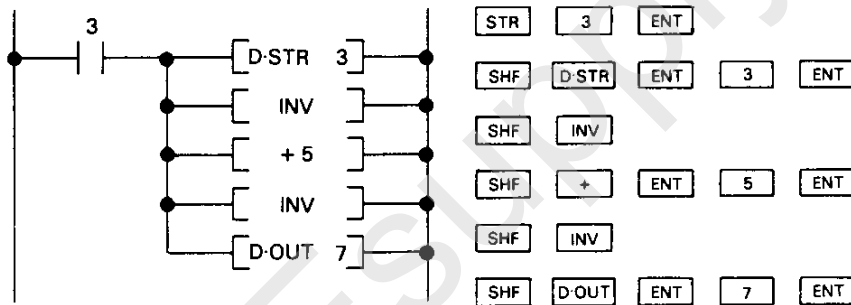 3
D·STR 3
INV
+ 5
INV
D·OUT 7
STR 3 ENT
SHF D·STR ENT 3 ENT
SHF INV
SHF + ENT 5 ENT
SHF INV
SHF D·OUT ENT 7 ENT